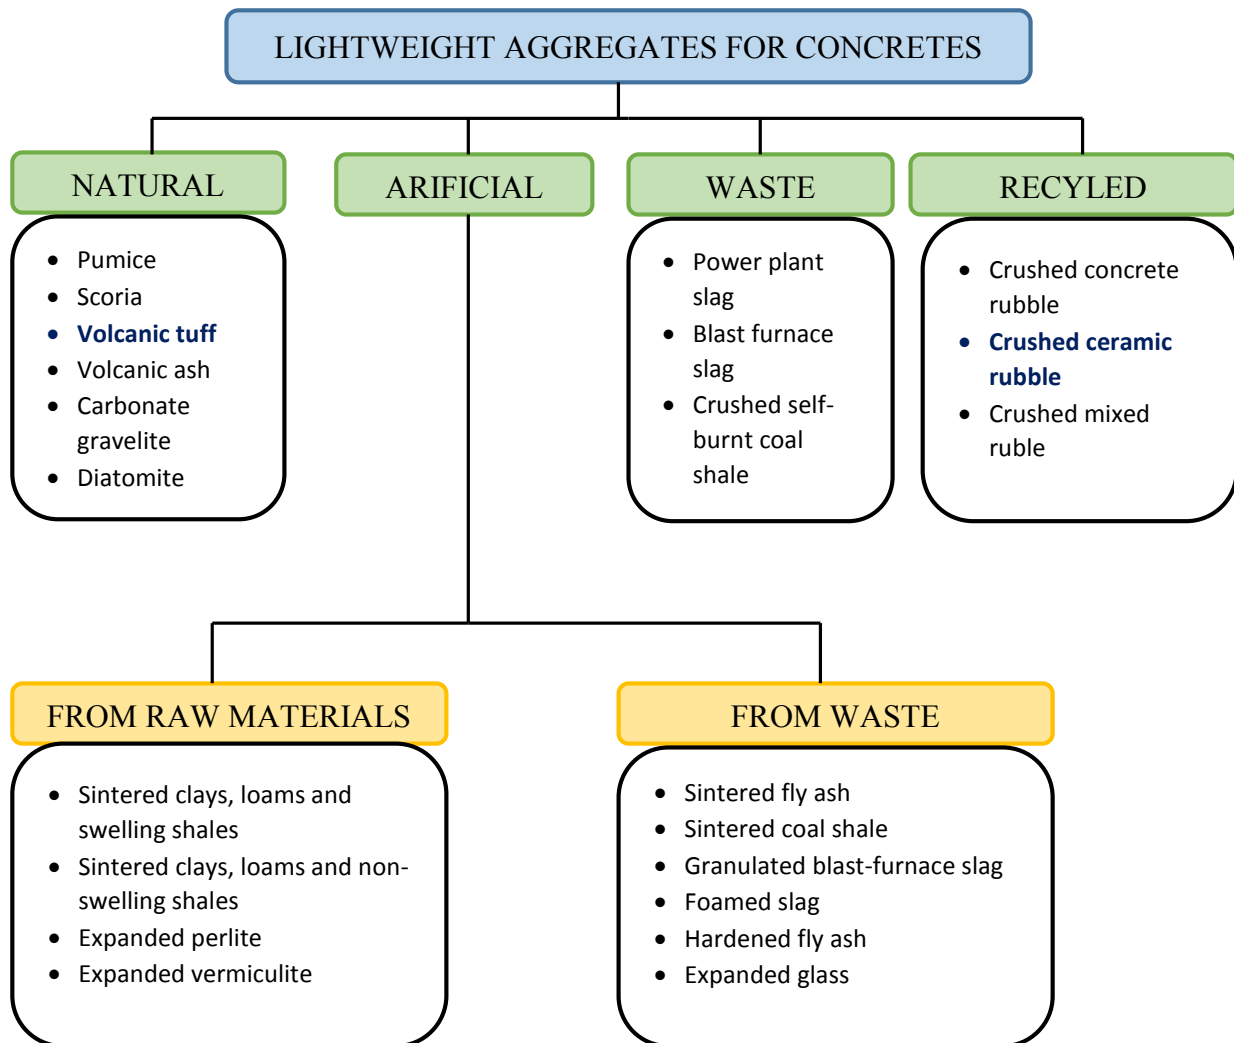 LIGHTWEIGHT AGGREGATES FOR CONCRETES
NATURAL
• Pumice
• Scoria
• Volcanic tuff
• Volcanic ash
• Carbonate
gravelite
• Diatomite
ARIFICIAL
WASTE
• Power plant
slag
• Blast furnace
slag
• Crushed self-
burnt coal
shale
RECYLED
• Crushed concrete
rubble
• Crushed ceramic
rubble
• Crushed mixed
ruble
FROM RAW MATERIALS
• Sintered clays, loams and
swelling shales
• Sintered clays, loams and non-
swelling shales
• Expanded perlite
• Expanded vermiculite
FROM WASTE
• Sintered fly ash
• Sintered coal shale
• Granulated blast-furnace slag
• Foamed slag
• Hardened fly ash
• Expanded glass